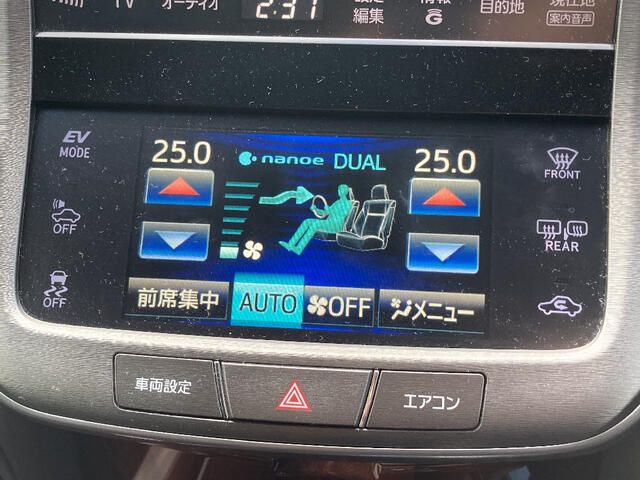 TV オーディオ 2:31 編集 G 目的地 案内音声
EV MODE
25.0 nanoe DUAL 25.0
FRONT
OFF
REAR
OFF
前席集中 AUTO OFF メニュー
車両設定 エアコン